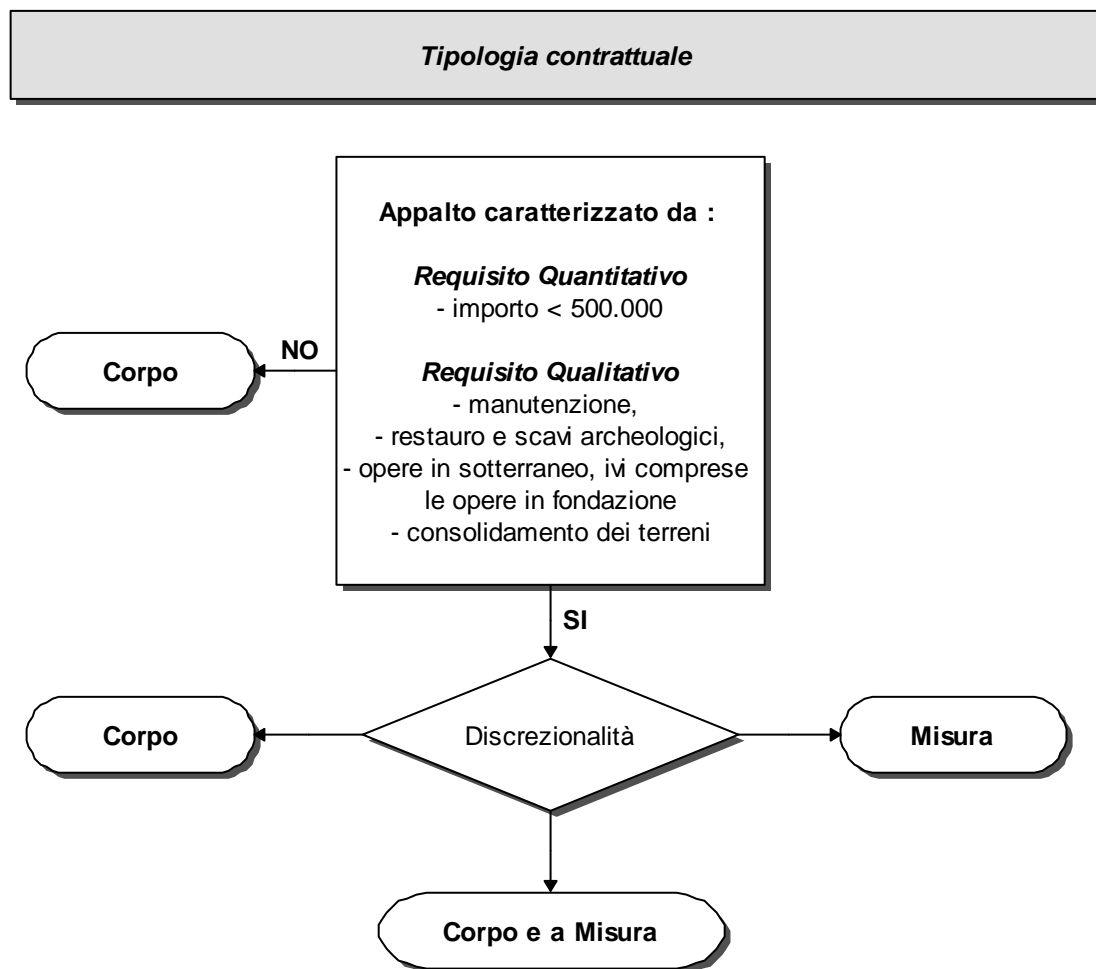 Tipologia contrattuale
Appalto caratterizzato da :
Requisito Quantitativo
- importo < 500.000
Requisito Qualitativo
- manutenzione,
- restauro e scavi archeologici,
- opere in sotterraneo, ivi comprese
le opere in fondazione
- consolidamento dei terreni
NO
Corpo
SI
Discrezionalità
Corpo
Misura
Corpo e a Misura